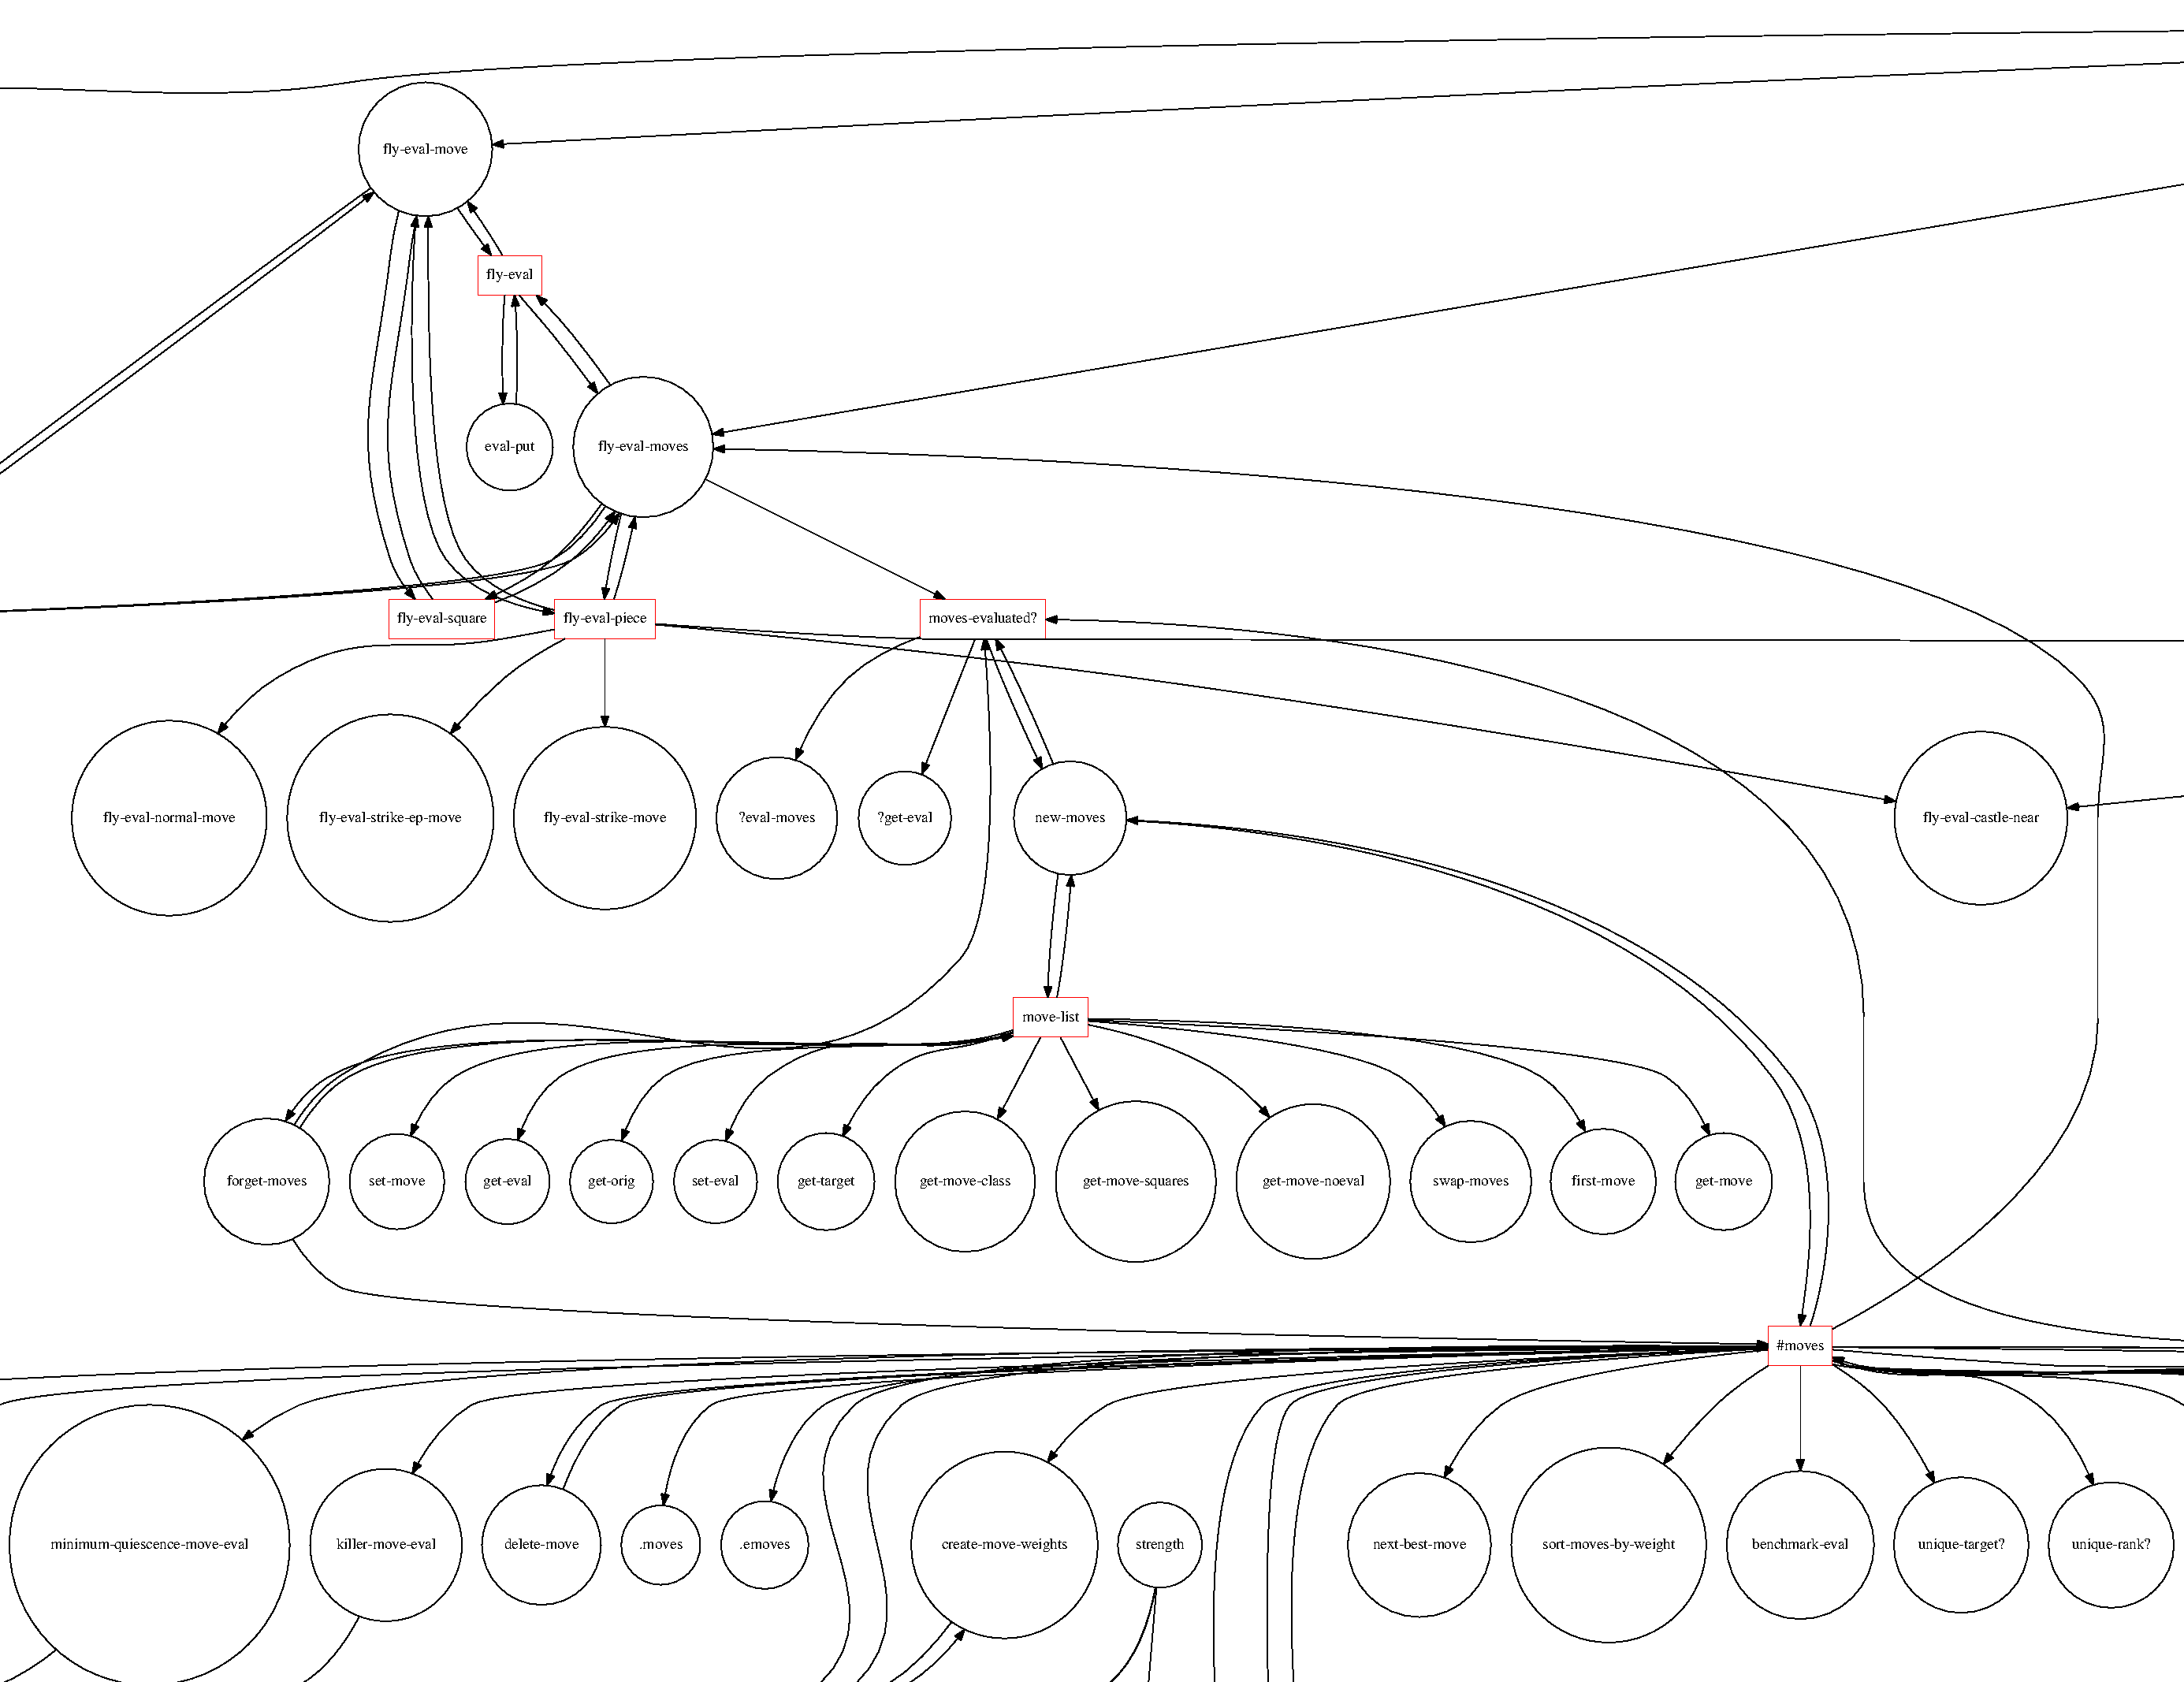 fly-eval-move
fly-eval
eval-put
fly-eval-moves
fly-eval-square
fly-eval-piece
moves-evaluated?
fly-eval-normal-move
fly-eval-strike-ep-move
fly-eval-strike-move
?eval-moves
?get-eval
new-moves
fly-eval-castle-near
move-list
forget-moves
set-move
get-eval
get-orig
set-eval
get-target
get-move-class
get-move-squares
get-move-noeval
swap-moves
first-move
get-move
#moves
minimum-quiescence-move-eval
killer-move-eval
delete-move
.moves
.emoves
create-move-weights
strength
next-best-move
sort-moves-by-weight
benchmark-eval
unique-target?
unique-rank?